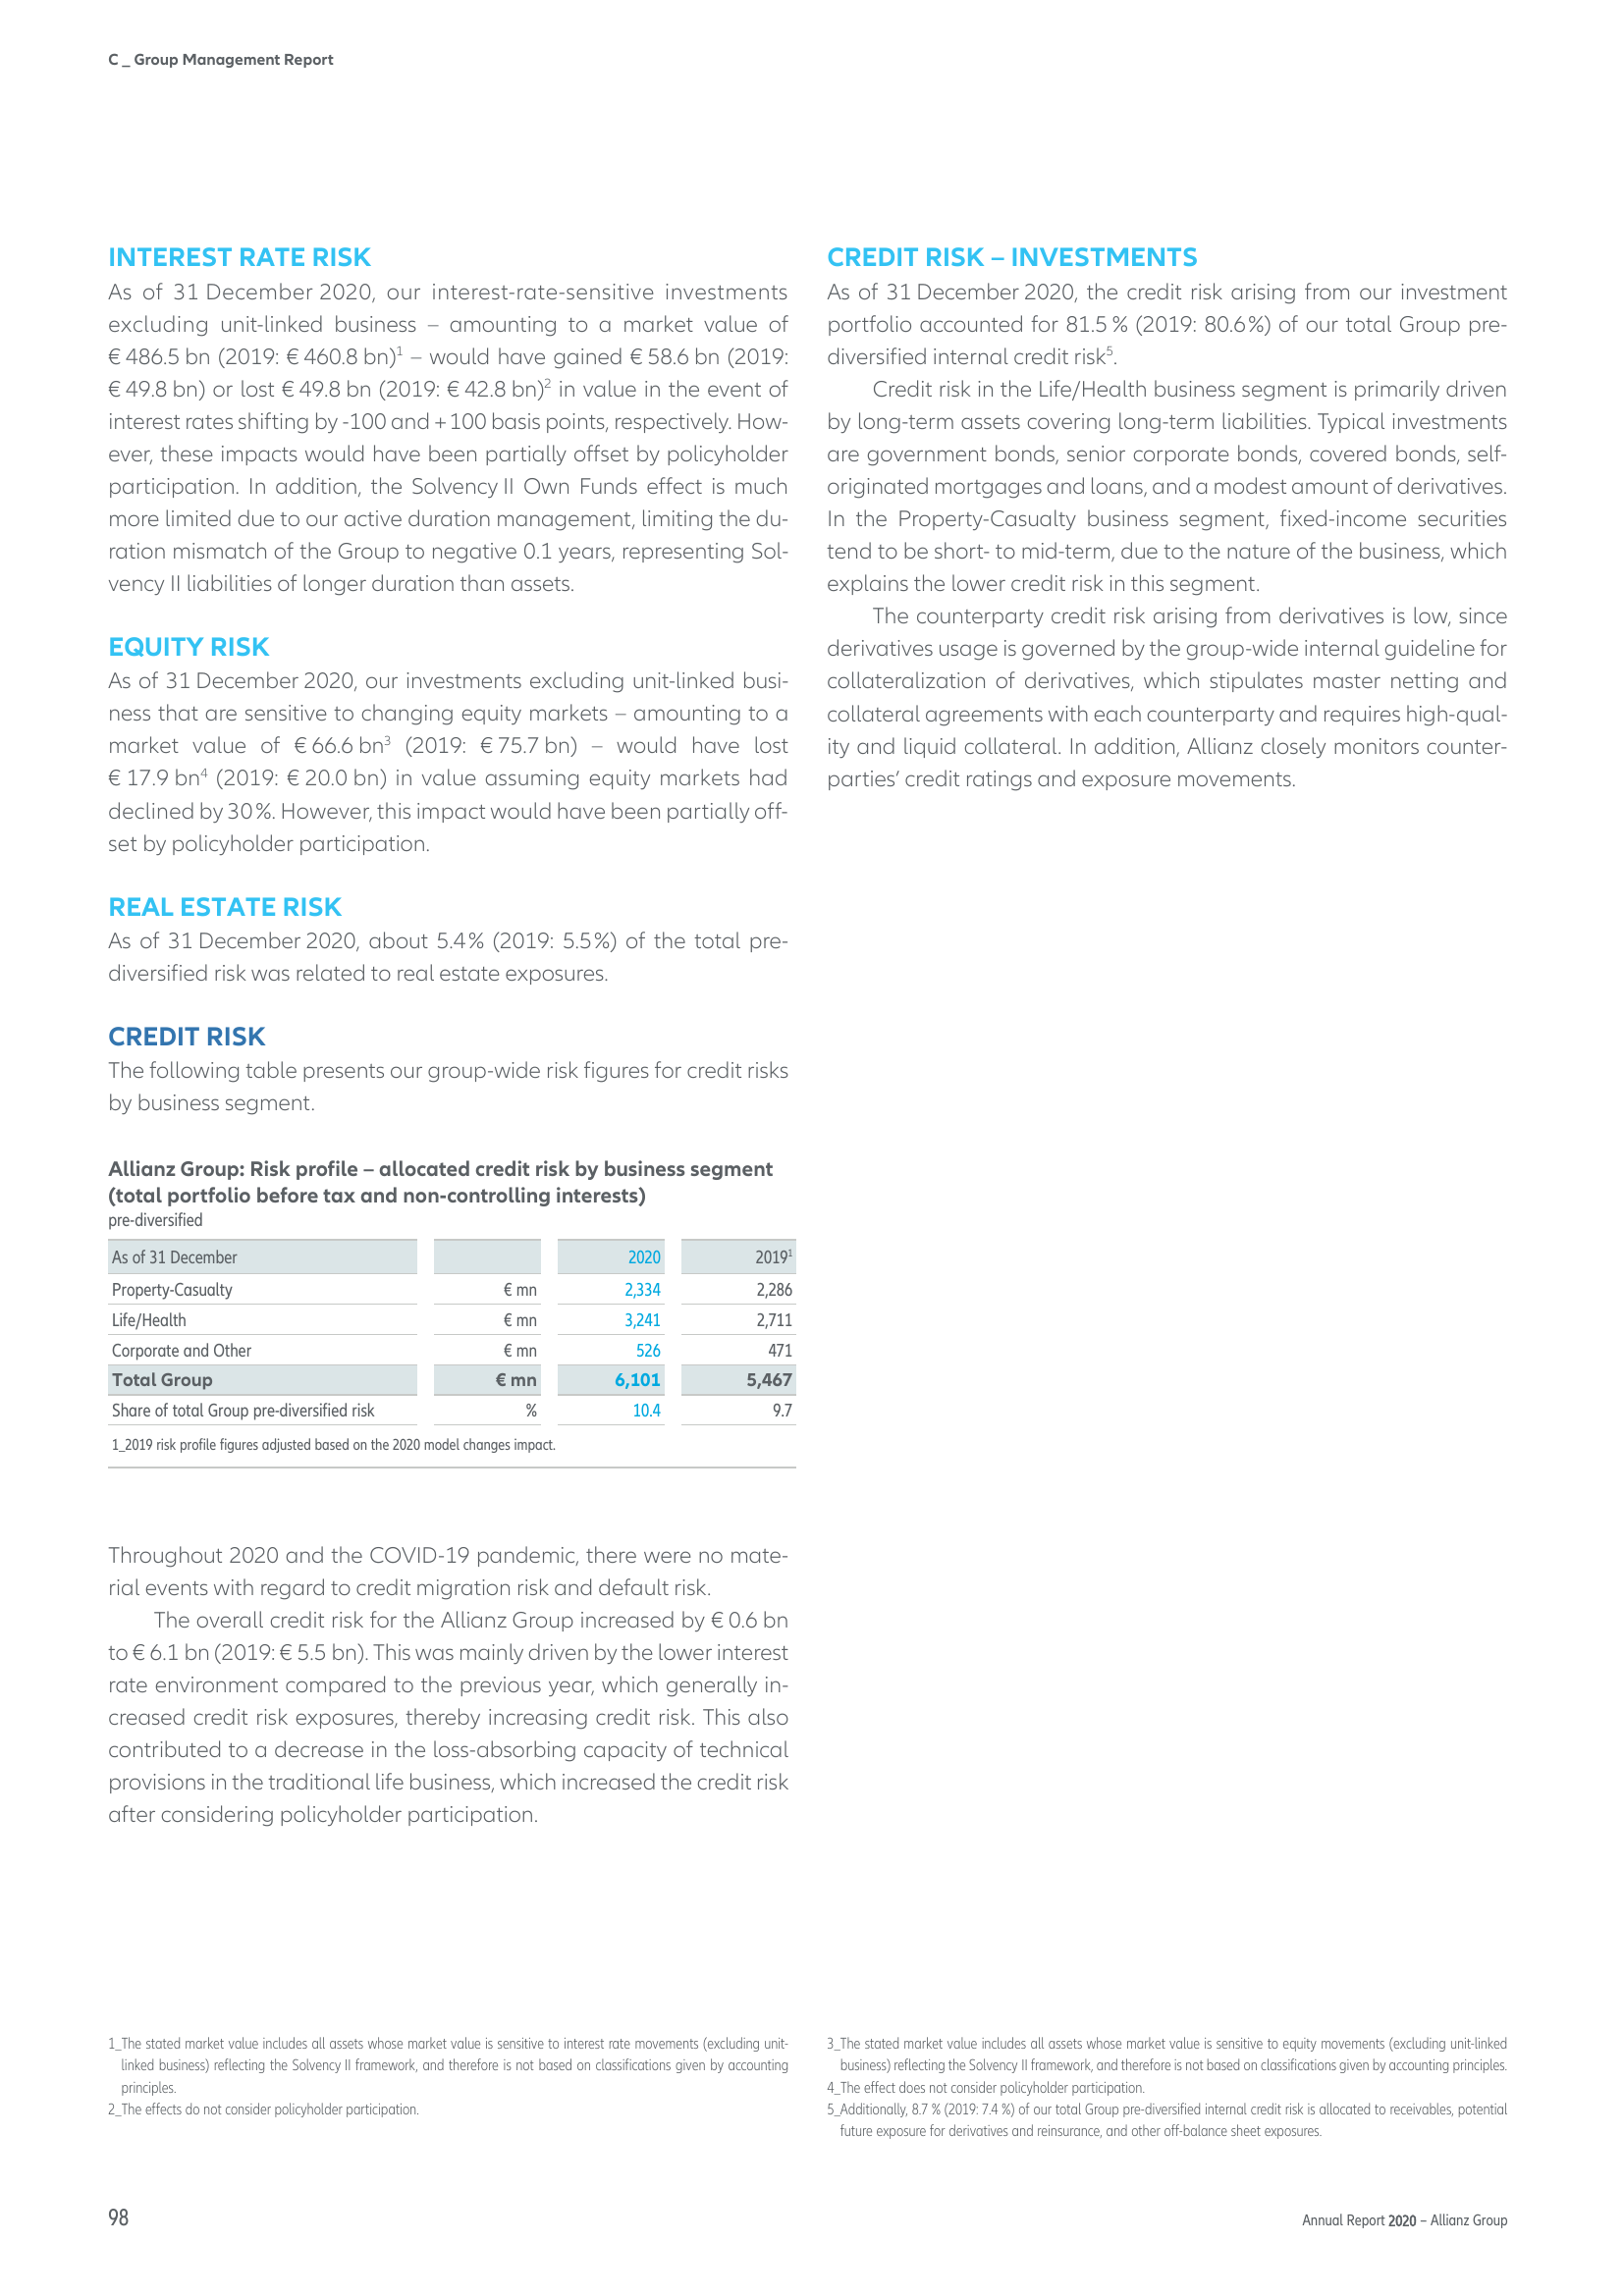 C _ Group Management Report
INTEREST RATE RISK
As of 31 December 2020, our interest-rate-sensitive investments
excluding unit-linked business – amounting to a market value of
€ 486.5 bn (2019: € 460.8 bn)1 – would have gained € 58.6 bn (2019:
€ 49.8 bn) or lost € 49.8 bn (2019: € 42.8 bn)2 in value in the event of
interest rates shifting by -100 and + 100 basis points, respectively. How-
ever, these impacts would have been partially offset by policyholder
participation. In addition, the Solvency II Own Funds effect is much
more limited due to our active duration management, limiting the du-
ration mismatch of the Group to negative 0.1 years, representing Sol-
vency II liabilities of longer duration than assets.
EQUITY RISK
As of 31 December 2020, our investments excluding unit-linked busi-
ness that are sensitive to changing equity markets – amounting to a
market value of € 66.6 bn3 (2019: € 75.7 bn) – would have lost
€ 17.9 bn4 (2019: € 20.0 bn) in value assuming equity markets had
declined by 30 %. However, this impact would have been partially off-
set by policyholder participation.
REAL ESTATE RISK
As of 31 December 2020, about 5.4 % (2019: 5.5 %) of the total pre-
diversified risk was related to real estate exposures.
CREDIT RISK
The following table presents our group-wide risk figures for credit risks
by business segment.
Allianz Group: Risk profile – allocated credit risk by business segment
(total portfolio before tax and non-controlling interests)
pre-diversified
As of 31 December 2020 20191
Property-Casualty € mn 2,334 2,286
Life/Health € mn 3,241 2,711
Corporate and Other € mn 526 471
Total Group € mn 6,101 5,467
Share of total Group pre-diversified risk % 10.4 9.7
1_2019 risk profile figures adjusted based on the 2020 model changes impact.
Throughout 2020 and the COVID-19 pandemic, there were no mate-
rial events with regard to credit migration risk and default risk.
The overall credit risk for the Allianz Group increased by € 0.6 bn
to € 6.1 bn (2019: € 5.5 bn). This was mainly driven by the lower interest
rate environment compared to the previous year, which generally in-
creased credit risk exposures, thereby increasing credit risk. This also
contributed to a decrease in the loss-absorbing capacity of technical
provisions in the traditional life business, which increased the credit risk
after considering policyholder participation.
CREDIT RISK – INVESTMENTS
As of 31 December 2020, the credit risk arising from our investment
portfolio accounted for 81.5 % (2019: 80.6 %) of our total Group pre-
diversified internal credit risk5.
Credit risk in the Life/Health business segment is primarily driven
by long-term assets covering long-term liabilities. Typical investments
are government bonds, senior corporate bonds, covered bonds, self-
originated mortgages and loans, and a modest amount of derivatives.
In the Property-Casualty business segment, fixed-income securities
tend to be short- to mid-term, due to the nature of the business, which
explains the lower credit risk in this segment.
The counterparty credit risk arising from derivatives is low, since
derivatives usage is governed by the group-wide internal guideline for
collateralization of derivatives, which stipulates master netting and
collateral agreements with each counterparty and requires high-qual-
ity and liquid collateral. In addition, Allianz closely monitors counter-
parties’ credit ratings and exposure movements.
1_The stated market value includes all assets whose market value is sensitive to interest rate movements (excluding unit-
linked business) reflecting the Solvency II framework, and therefore is not based on classifications given by accounting
principles.
2_The effects do not consider policyholder participation.
3_The stated market value includes all assets whose market value is sensitive to equity movements (excluding unit-linked
business) reflecting the Solvency II framework, and therefore is not based on classifications given by accounting principles.
4_The effect does not consider policyholder participation.
5_Additionally, 8.7 % (2019: 7.4 %) of our total Group pre-diversified internal credit risk is allocated to receivables, potential
future exposure for derivatives and reinsurance, and other off-balance sheet exposures.
98
Annual Report 2020 – Allianz Group